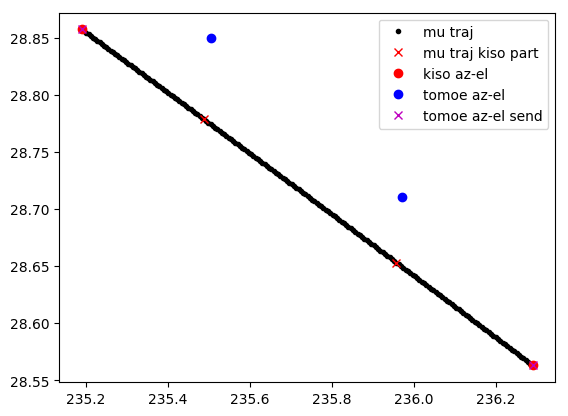 28.85
28.80
28.75
28.70
28.65
28.60
28.55
235.2
235.4
235.6
235.8
236.0
236.2
mu traj
mu traj kiso part
kiso az-el
tomoe az-el
tomoe az-el send